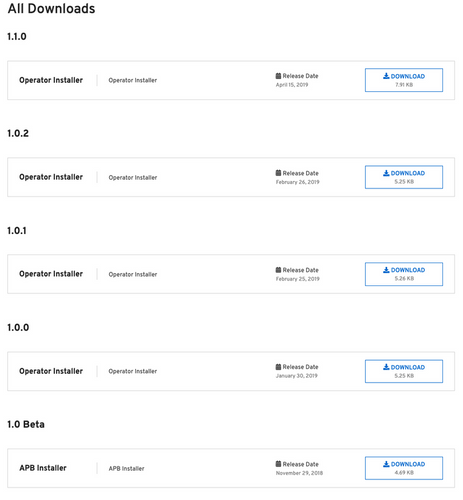 All Downloads
1.1.0
Operator Installer
Operator Installer
Release Date
April 15, 2019
DOWNLOAD
7.91 KB
1.0.2
Operator Installer
Operator Installer
Release Date
February 26, 2019
DOWNLOAD
5.25 KB
1.0.1
Operator Installer
Operator Installer
Release Date
February 25, 2019
DOWNLOAD
5.26 KB
1.0.0
Operator Installer
Operator Installer
Release Date
January 30, 2019
DOWNLOAD
5.25 KB
1.0 Beta
APB Installer
APB Installer
Release Date
November 29, 2018
DOWNLOAD
4.69 KB